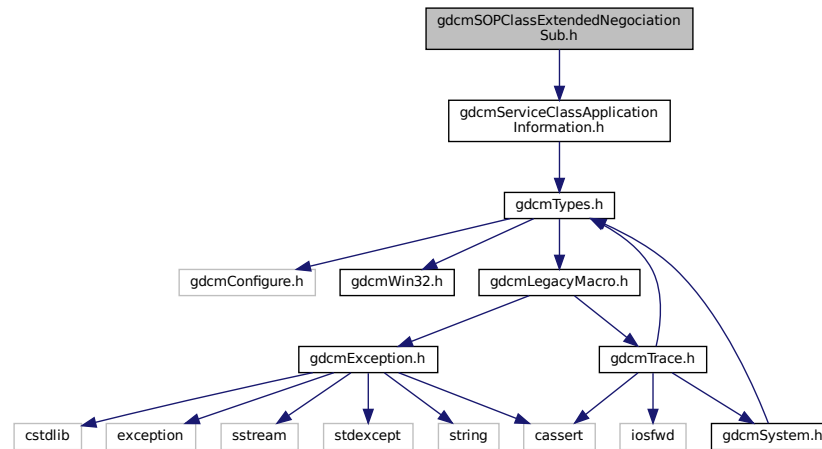 gdcmSOPClassExtendedNegociation
Sub.h
gdcmServiceClassApplication
Information.h
gdcmTypes.h
gdcmConfigure.h
gdcmWin32.h
gdcmLegacyMacro.h
gdcmException.h
gdcmTrace.h
cstdlib
exception
sstream
stdexcept
string
cassert
iosfwd
gdcmSystem.h